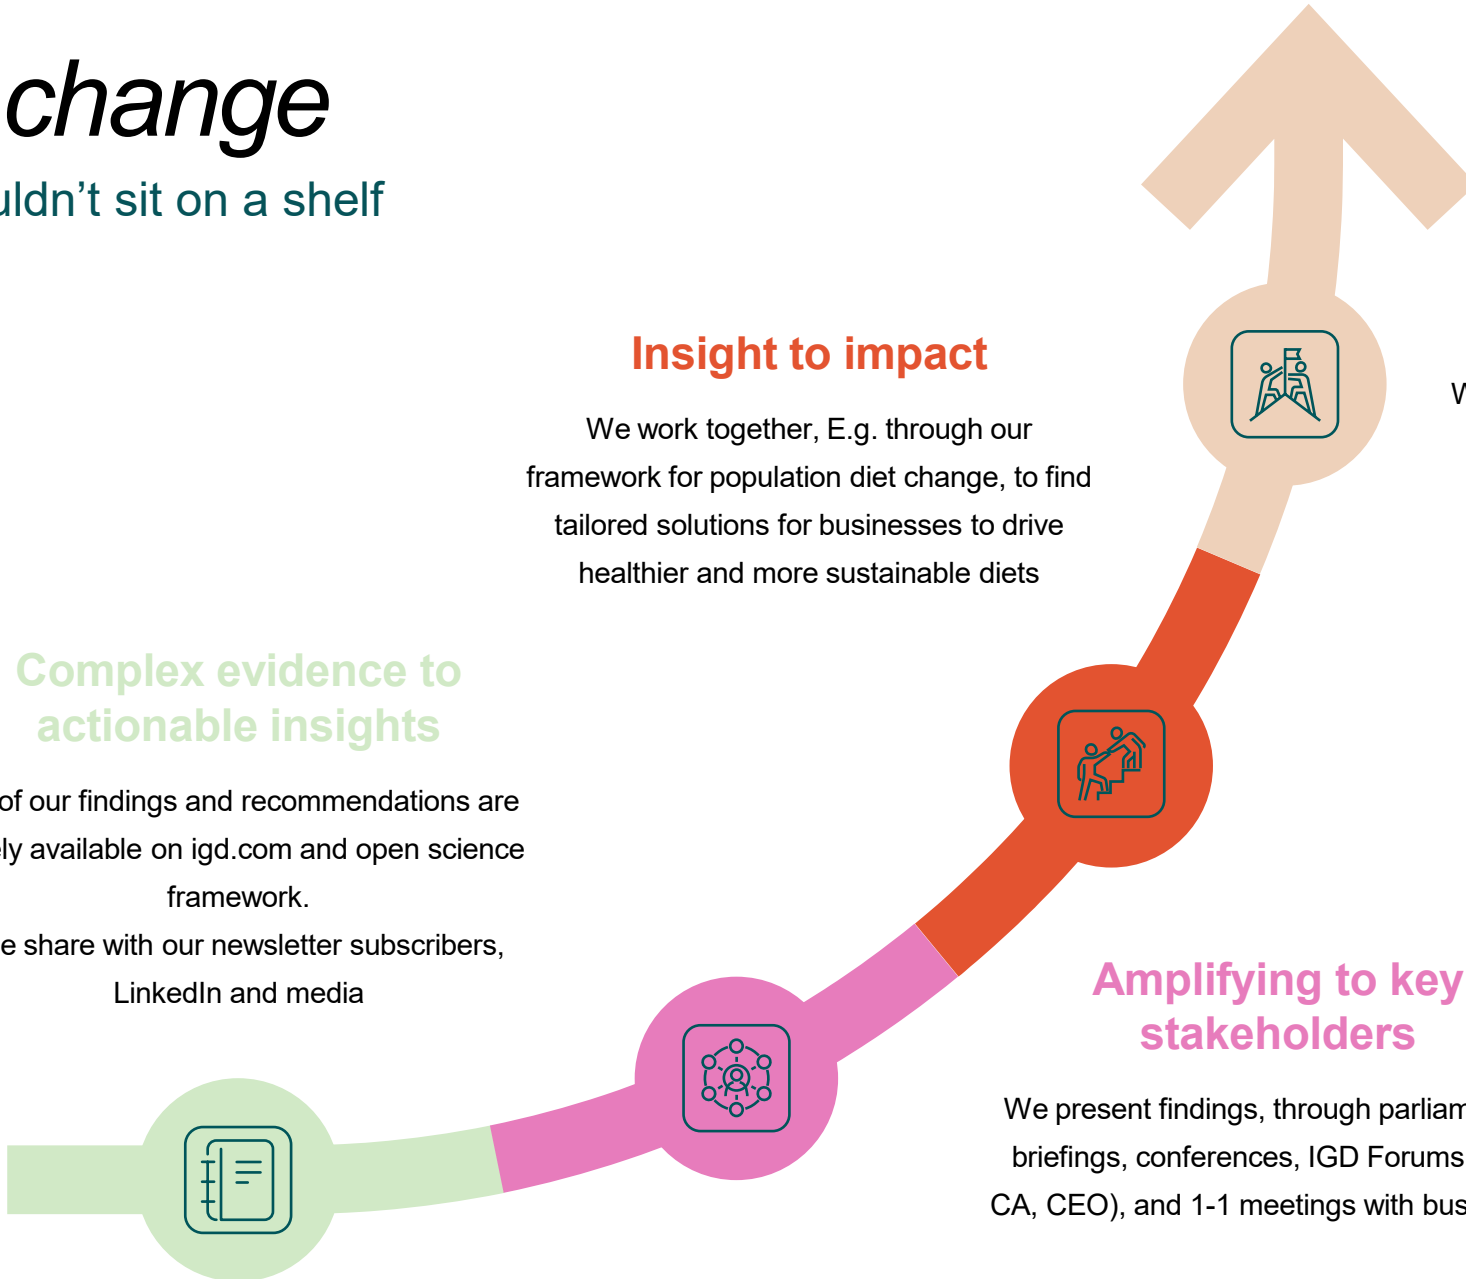 change
uldn't sit on a shelf
Insight to impact
We work together, E.g. through our
framework for population diet change, to find
tailored solutions for businesses to drive
healthier and more sustainable diets
W
Complex evidence to
actionable insights
of our findings and recommendations are
ly available on igd.com and open science
framework.
e share with our newsletter subscribers,
LinkedIn and media
Amplifying to key
stakeholders
We present findings, through parliam
briefings, conferences, IGD Forums
CA, CEO), and 1-1 meetings with bus